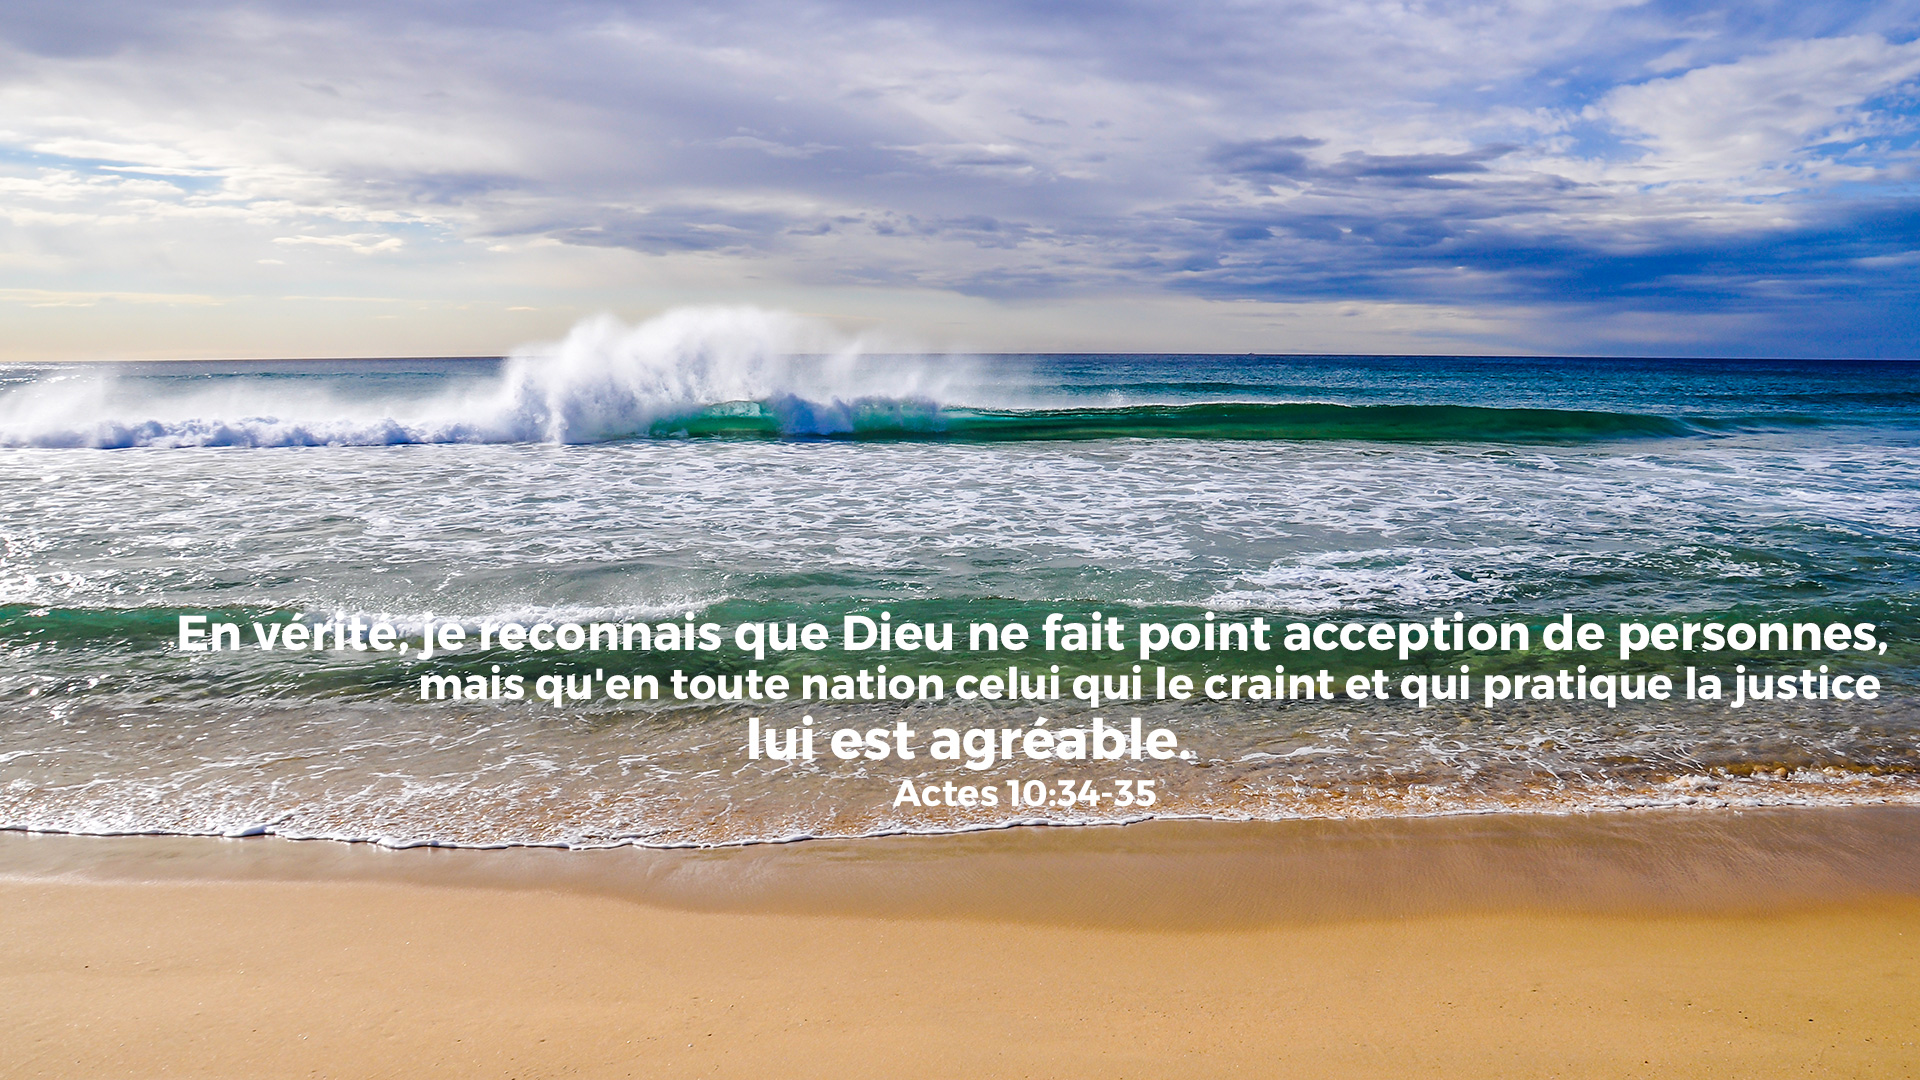 En vérité, je reconnais que Dieu ne fait point acception de personnes,
mais qu'en toute nation celui qui le craint et qui pratique la justice
lui est agréable.
Actes 10:34-35